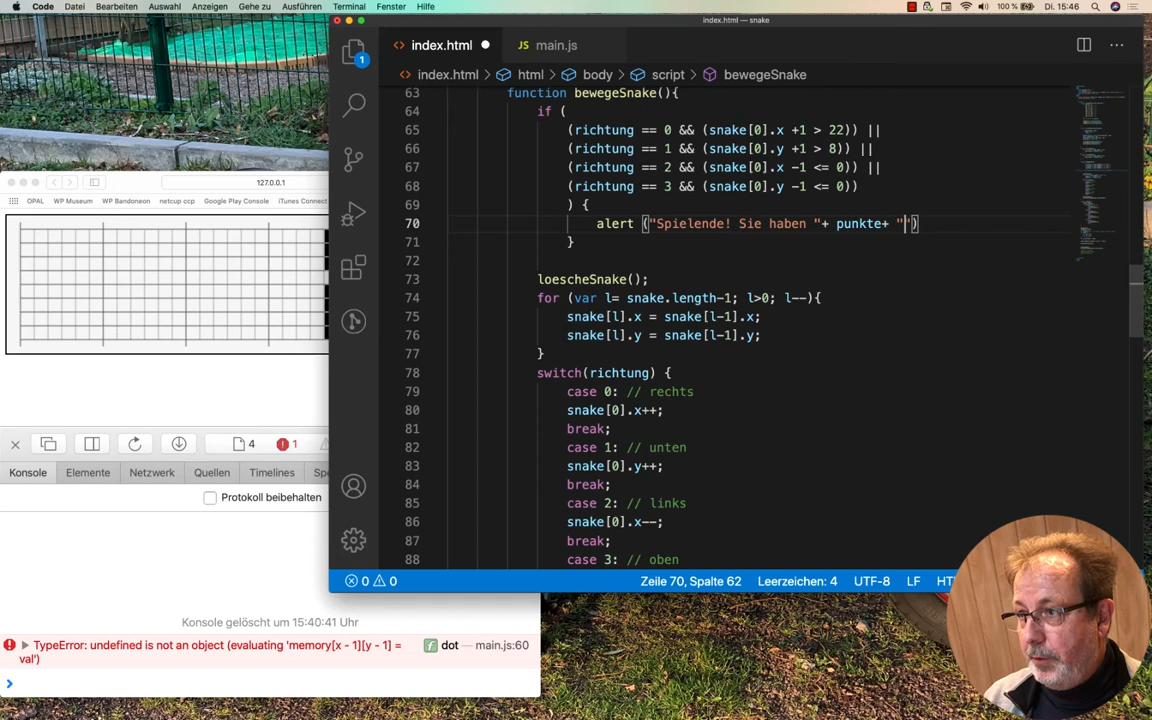 Code Datei Bearbeiten Auswahl Anzeigen Gehe zu Ausführen Terminal Fenster Hilfe 100 % Di. 15:46
index.html — snake
index.html JS main.js
1
index.html > html > body > script > bewegeSnake
127.0.0.1
OPAL WP Museum WP Bandoneon netcup ccp Google Play Console iTunes Connect
63 function bewegeSnake(){
64 if (
65 (richtung == 0 && (snake[0].x +1 > 22)) ||
66 (richtung == 1 && (snake[0].y +1 > 8)) ||
67 (richtung == 2 && (snake[0].x -1 <= 0)) ||
68 (richtung == 3 && (snake[0].y -1 <= 0))
69 ) {
70 alert ("Spielende! Sie haben "+ punkte+ "")
71 }
72
73 loescheSnake();
74 for (var l= snake.length-1; l>0; l--){
75 snake[l].x = snake[l-1].x;
76 snake[l].y = snake[l-1].y;
77 }
78 switch(richtung) {
79 case 0: // rechts
80 snake[0].x++;
81 break;
82 case 1: // unten
83 snake[0].y++;
84 break;
85 case 2: // links
86 snake[0].x--;
87 break;
88 case 3: // oben
4 1
Konsole Elemente Netzwerk Quellen Timelines
Protokoll beibehalten
Konsole gelöscht um 15:40:41 Uhr
TypeError: undefined is not an object (evaluating 'memory[x - 1][y - 1] = val') f dot — main.js:60
0 0 Zeile 70, Spalte 62 Leerzeichen: 4 UTF-8 LF